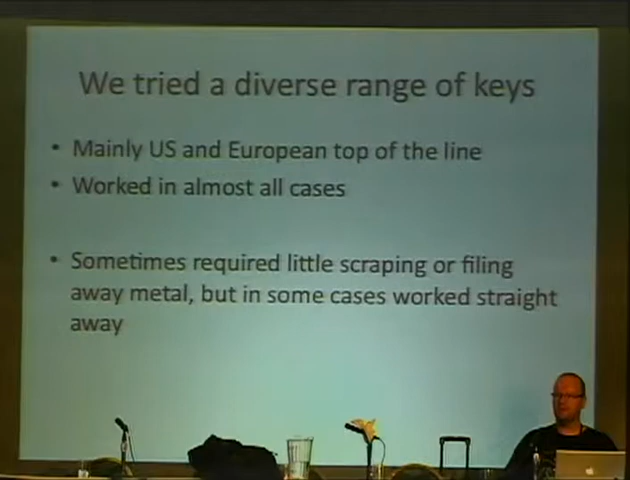 We tried a diverse range of keys
• Mainly US and European top of the line
• Worked in almost all cases
• Sometimes required little scraping or filing
away metal, but in some cases worked straight
away